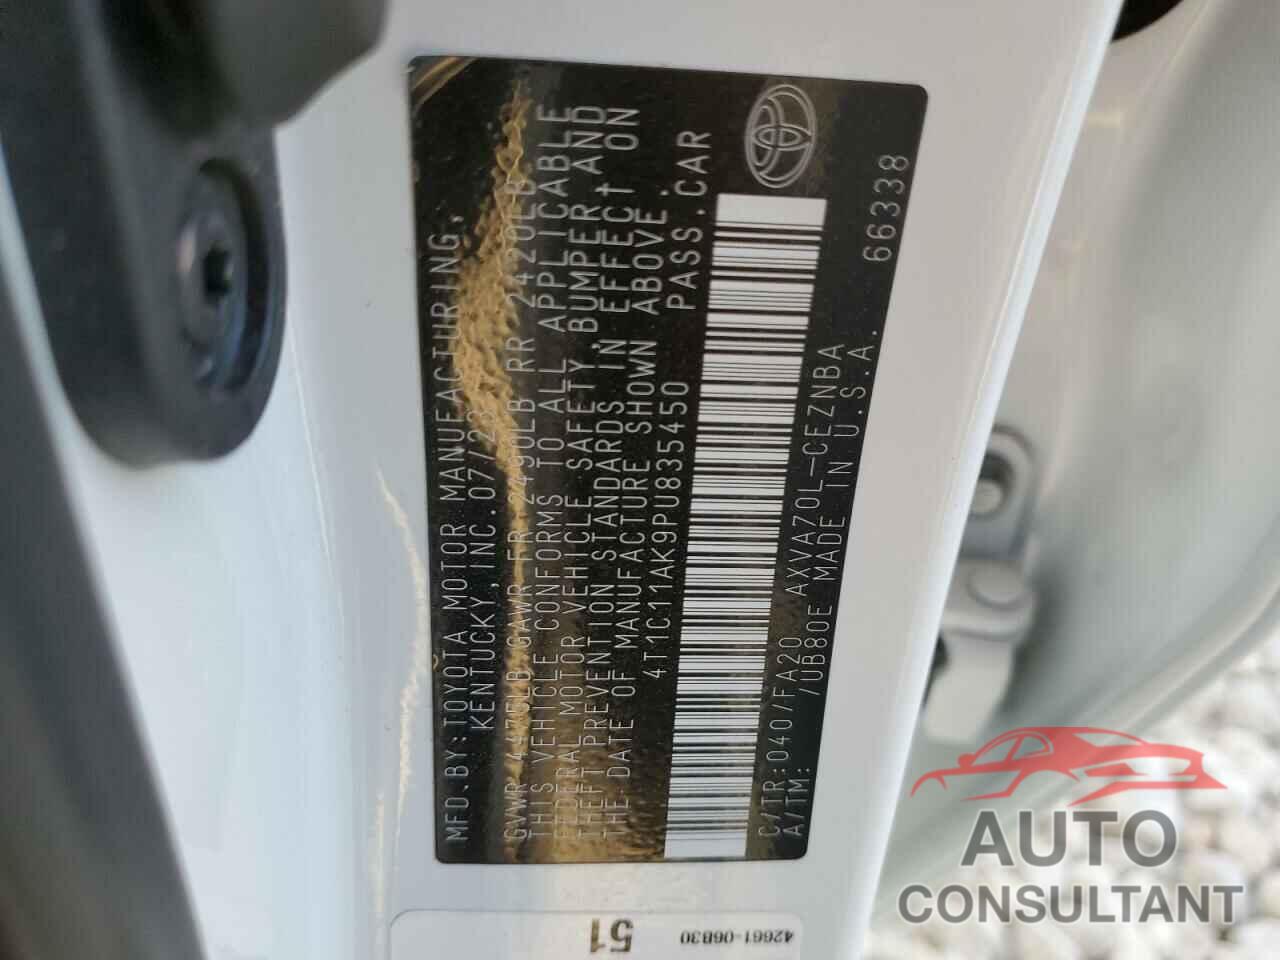 MFD.BY:TOYOTA MOTOR MANUFACTURING,
KENTUCKY,INC. 07/23
GVWR 4475LB GAWR FR 2490LB RR 2420LB
THIS VEHICLE CONFORMS TO ALL APPLICABLE
FEDERAL MOTOR VEHICLE SAFETY, BUMPER AND
THEFT PREVENTION STANDARDS IN EFFECT ON
THE DATE OF MANUFACTURE SHOWN ABOVE.
4T1C11AK9PU835450 PASS.CAR
C/TR:040/FA20 AXVA70L-CEZNBA
A/TM: /UB80E MADE IN U.S.A. 66338
51 42661-06B30
AUTO
CONSULTANT